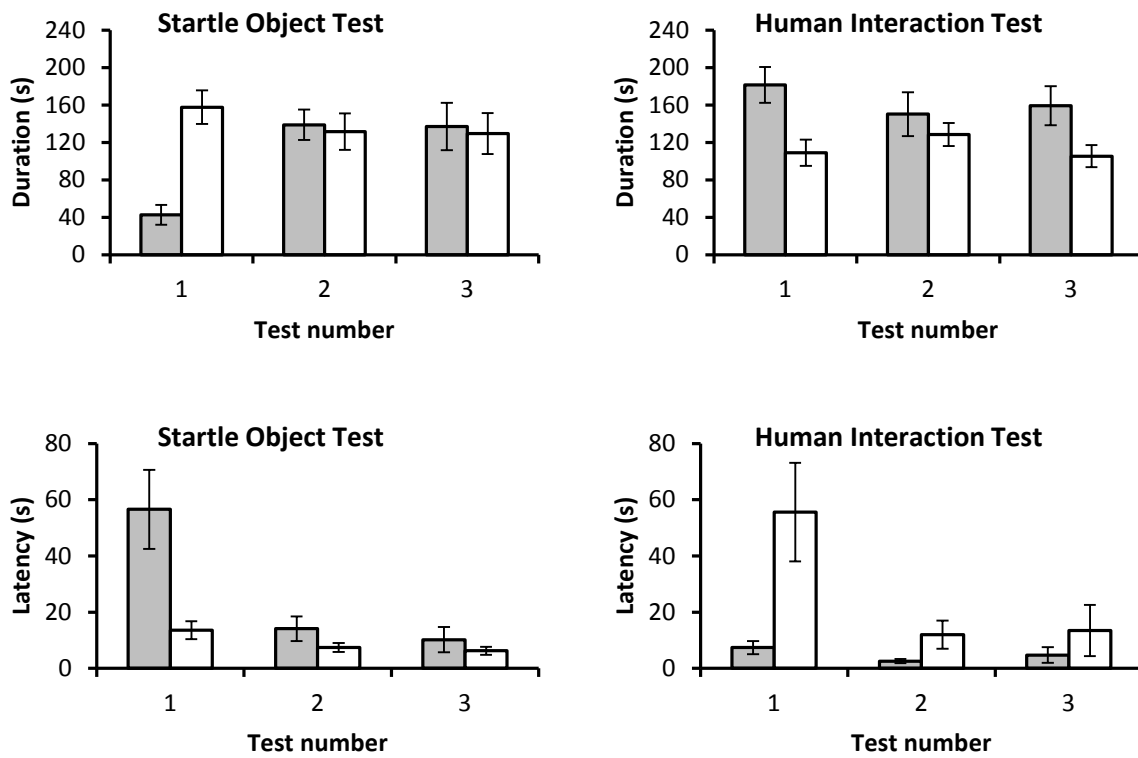 Startle Object Test
Duration (s)
240
200
160
120
80
40
0
1 2 3
Test number
Human Interaction Test
Duration (s)
240
200
160
120
80
40
0
1 2 3
Test number
Startle Object Test
Latency (s)
80
60
40
20
0
1 2 3
Test number
Human Interaction Test
Latency (s)
80
60
40
20
0
1 2 3
Test number